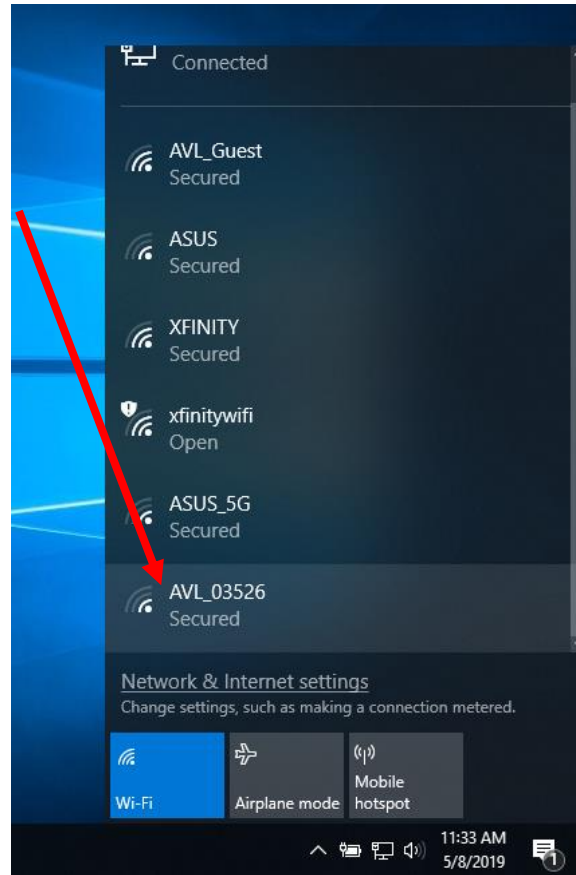 Connected
AVL_Guest
Secured
ASUS
Secured
XFINITY
Secured
xfinitywifi
Open
ASUS_5G
Secured
AVL_03526
Secured
Network & Internet settings
Change settings, such as making a connection metered.
Wi-Fi
Airplane mode
Mobile
hotspot
11:33 AM
5/8/2019
1